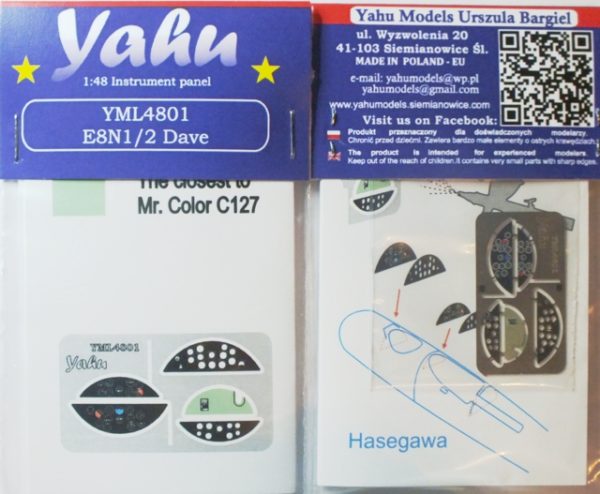 Yahu
1:48 Instrument panel
YML4801
E8N1/2 Dave
The closest to
Mr. Color C127
YML4801
Yahu
Yahu Models Urszula Bargiel
ul. Wyzwolenia 20
41-103 Siemianowice Śl.
MADE IN POLAND - EU
e-mail: yahumodels@wp.pl
yahumodels@gmail.com
www.yahumodels.siemianowice.com
Visit us on Facebook:
Produkt przeznaczony dla doświadczonych modelarzy.
Chronić przed dziećmi. Zawiera bardzo małe elementy o ostrych krawędziach
The product is intended for experienced modelers.
Keep out of the reach of children.It contains very small parts with sharp edges.
YML4801
Yahu
Hasegawa